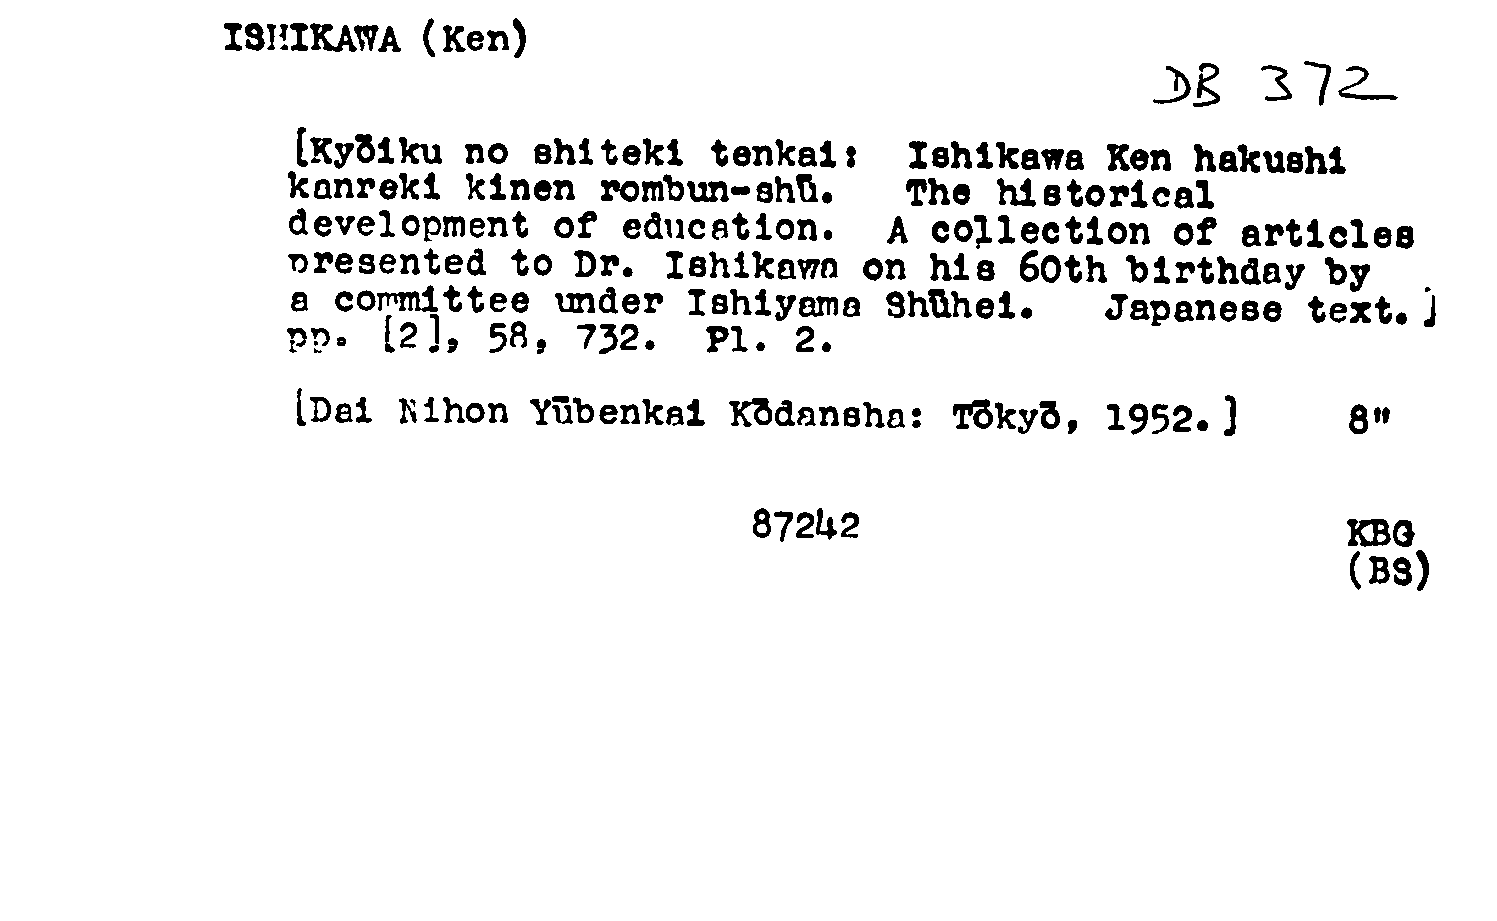 ISHIKAWA (Ken)
DB 372
[Kyōiku no shiteki tenkai: Ishikawa Ken hakushi
kanreki kinen rombun-shū. The historical
development of education. A collection of articles
presented to Dr. Ishikawa on his 60th birthday by
a committee under Ishiyama Shūhei. Japanese text.]
pp. [2], 58, 732. Pl. 2.
[Dai Nihon Yūbenkai Kōdansha: Tōkyō, 1952.] 8"
87242
KBG
(BS)